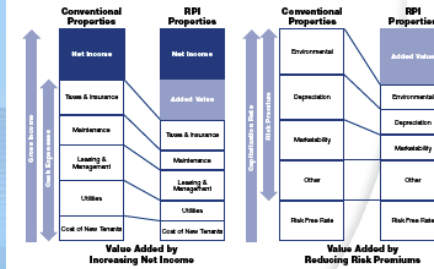 Conventional
Properties
RPI
Properties
Gross Income
Cash Expenses
Net Income
Taxes & Insurance
Maintenance
Leasing &
Management
Utilities
Cost of New Tenants
Net Income
Added Value
Taxes & Insurance
Maintenance
Leasing &
Management
Utilities
Cost of New Tenants
Value Added by
Increasing Net Income
Conventional
Properties
RPI
Properties
Capitalization Rate
Risk Premium
Environmental
Depreciation
Marketability
Other
Risk Free Rate
Added Value
Environmental
Depreciation
Marketability
Other
Risk Free Rate
Value Added by
Reducing Risk Premiums